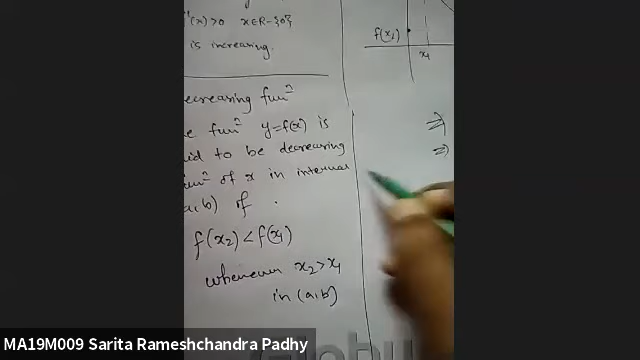 f'(x)>0 x∈R-{0}
is increasing.
f(x₁)
x₁
Decreasing funⁿ
funⁿ y=f(x) is
said to be decreasing
funⁿ of x in interval
(a,b) if
f(x₂)<f(x₁)
whenever x₂>x₁
in (a,b)
⇒
⇒
MA19M009 Sarita Rameshchandra Padhy